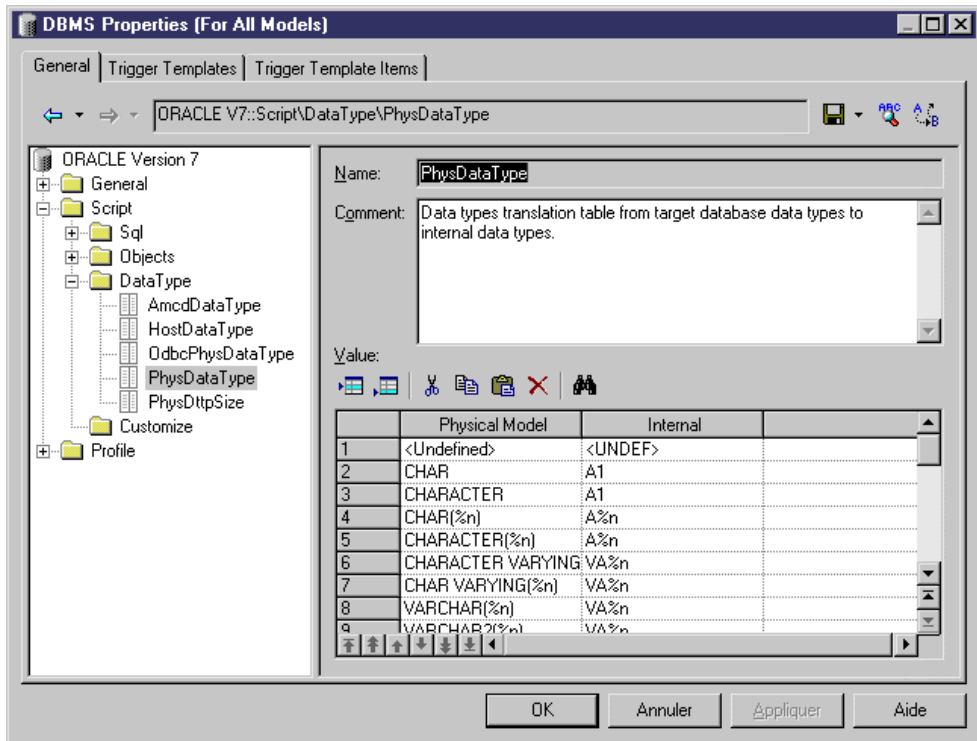 DBMS Properties (For All Models)
General Trigger Templates Trigger Template Items
ORACLE V7::Script\DataType\PhysDataType
ORACLE Version 7
General
Script
Sql
Objects
DataType
AmcdDataType
HostDataType
OdbcPhysDataType
PhysDataType
PhysDttpSize
Customize
Profile
Name: PhysDataType
Comment: Data types translation table from target database data types to
internal data types.
Value:
Physical Model Internal
1 <Undefined> <UNDEF>
2 CHAR A1
3 CHARACTER A1
4 CHAR(%n) A%n
5 CHARACTER(%n) A%n
6 CHARACTER VARYING VA%n
7 CHAR VARYING(%n) VA%n
8 VARCHAR(%n) VA%n
9 VARCHAR2(%n) VA%n
OK Annuler Appliquer Aide